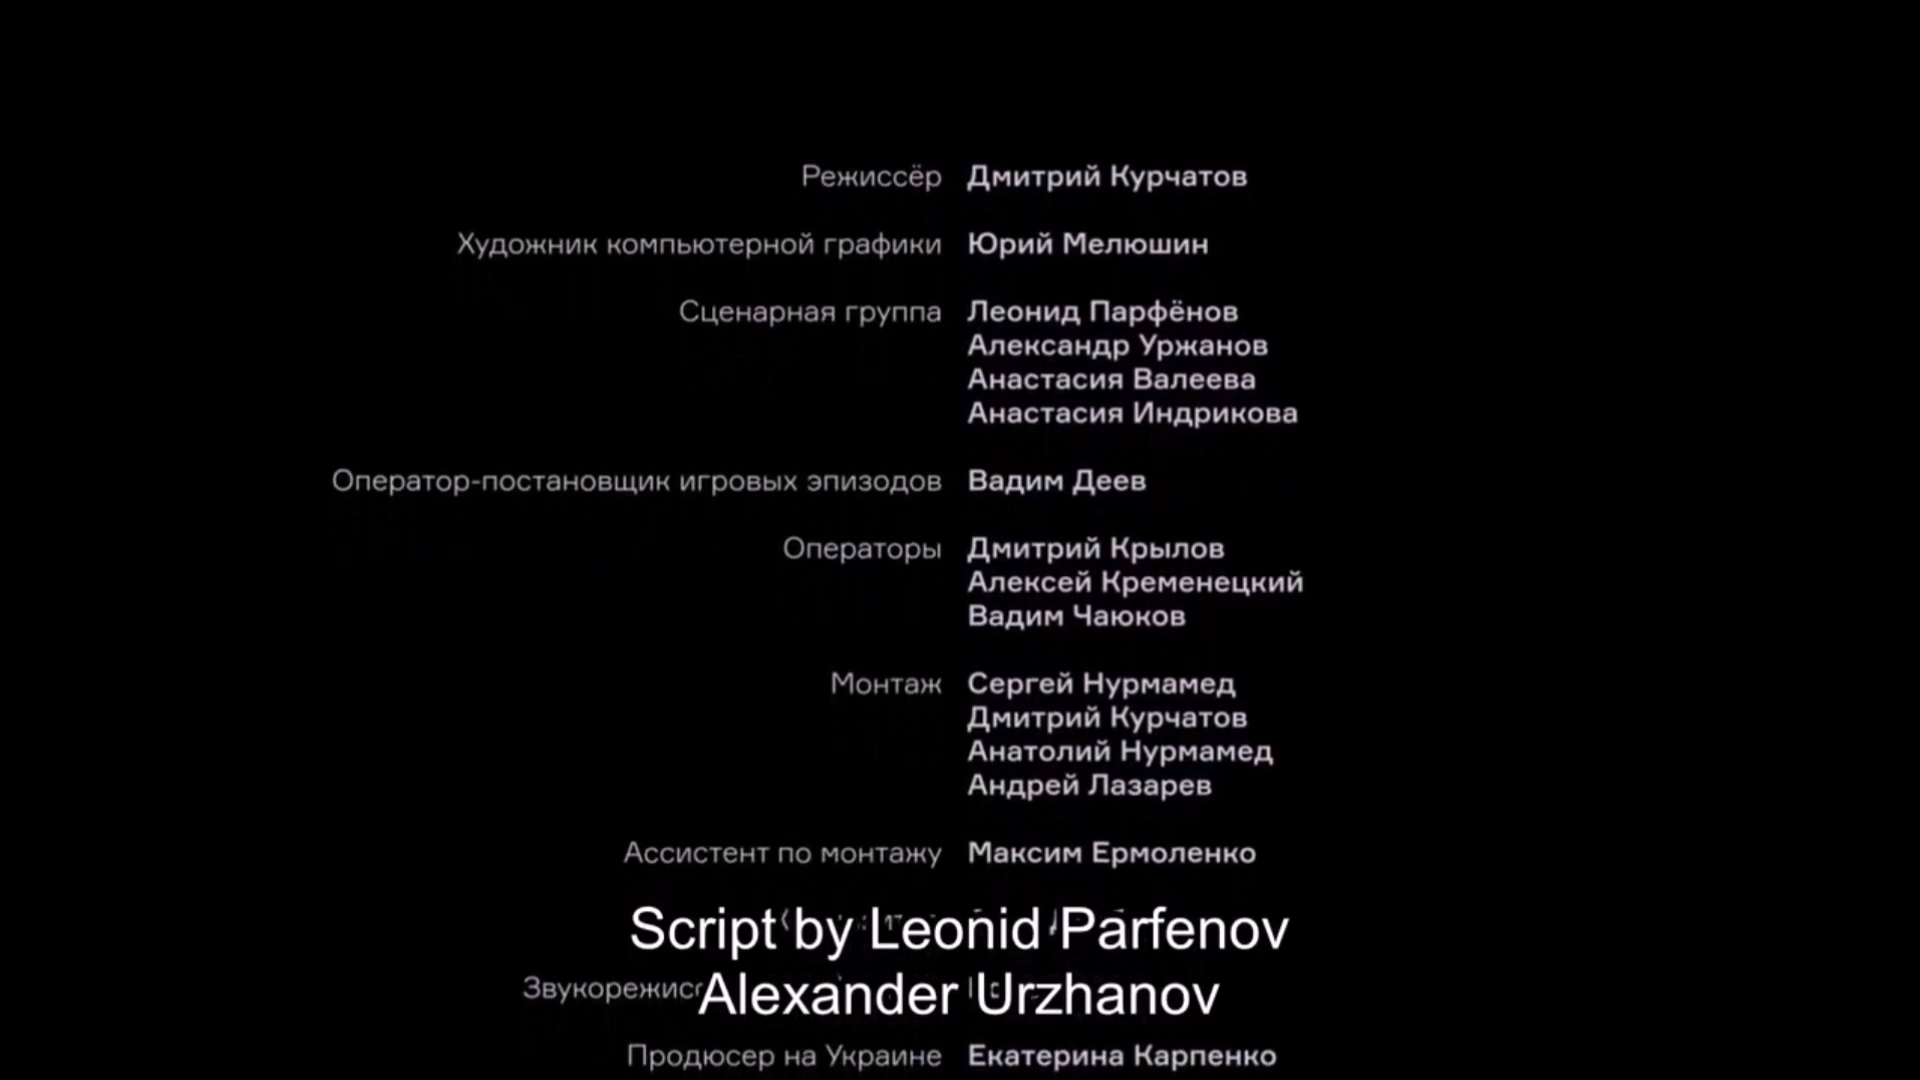 Режиссёр Дмитрий Курчатов
Художник компьютерной графики Юрий Мелюшин
Сценарная группа Леонид Парфёнов
Александр Уржанов
Анастасия Валеева
Анастасия Индрикова
Оператор-постановщик игровых эпизодов Вадим Деев
Операторы Дмитрий Крылов
Алексей Кременецкий
Вадим Чаюков
Монтаж Сергей Нурмамед
Дмитрий Курчатов
Анатолий Нурмамед
Андрей Лазарев
Ассистент по монтажу Максим Ермоленко
Script by Leonid Parfenov
Alexander Urzhanov
Продюсер на Украине Екатерина Карпенко